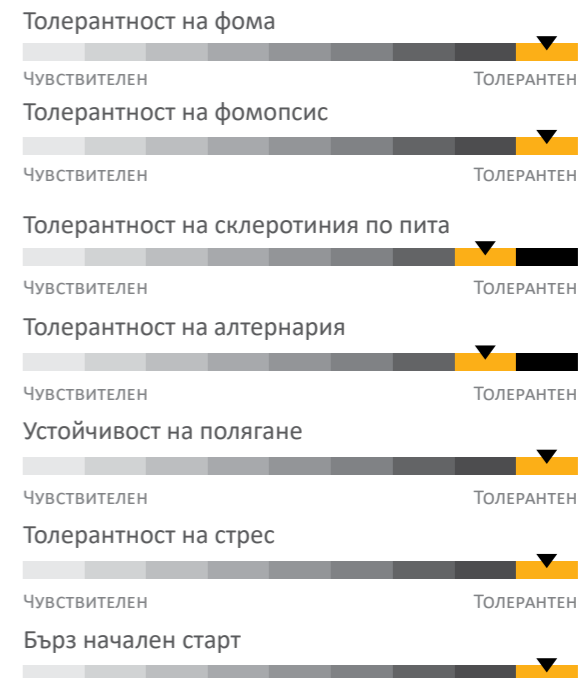 Толерантност на фома
Чувствителен Толерантен
Толерантност на фомопсис
Чувствителен Толерантен
Толерантност на склеротиния по пита
Чувствителен Толерантен
Толерантност на алтернария
Чувствителен Толерантен
Устойчивост на полягане
Чувствителен Толерантен
Толерантност на стрес
Чувствителен Толерантен
Бърз начален старт